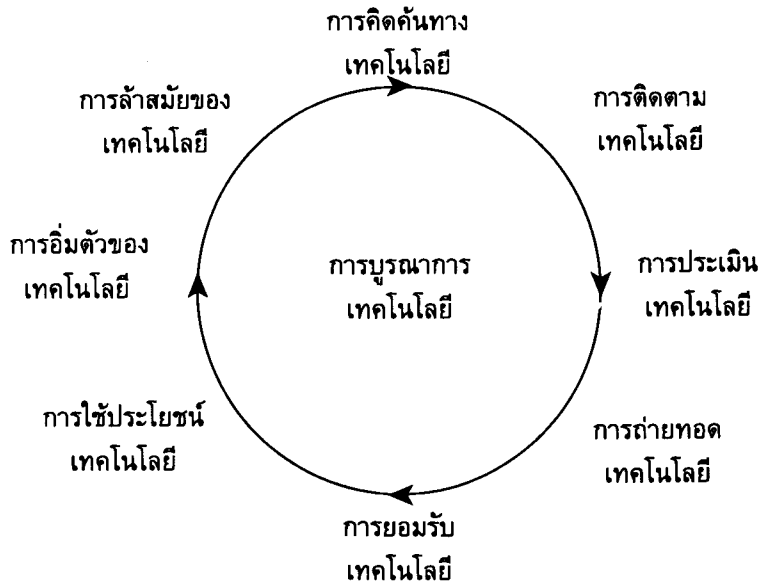 การคิดค้นทาง
เทคโนโลยี
การติดตาม
เทคโนโลยี
การประเมิน
เทคโนโลยี
การถ่ายทอด
เทคโนโลยี
การยอมรับ
เทคโนโลยี
การใช้ประโยชน์
เทคโนโลยี
การอิ่มตัวของ
เทคโนโลยี
การล้าสมัยของ
เทคโนโลยี
การบูรณาการ
เทคโนโลยี